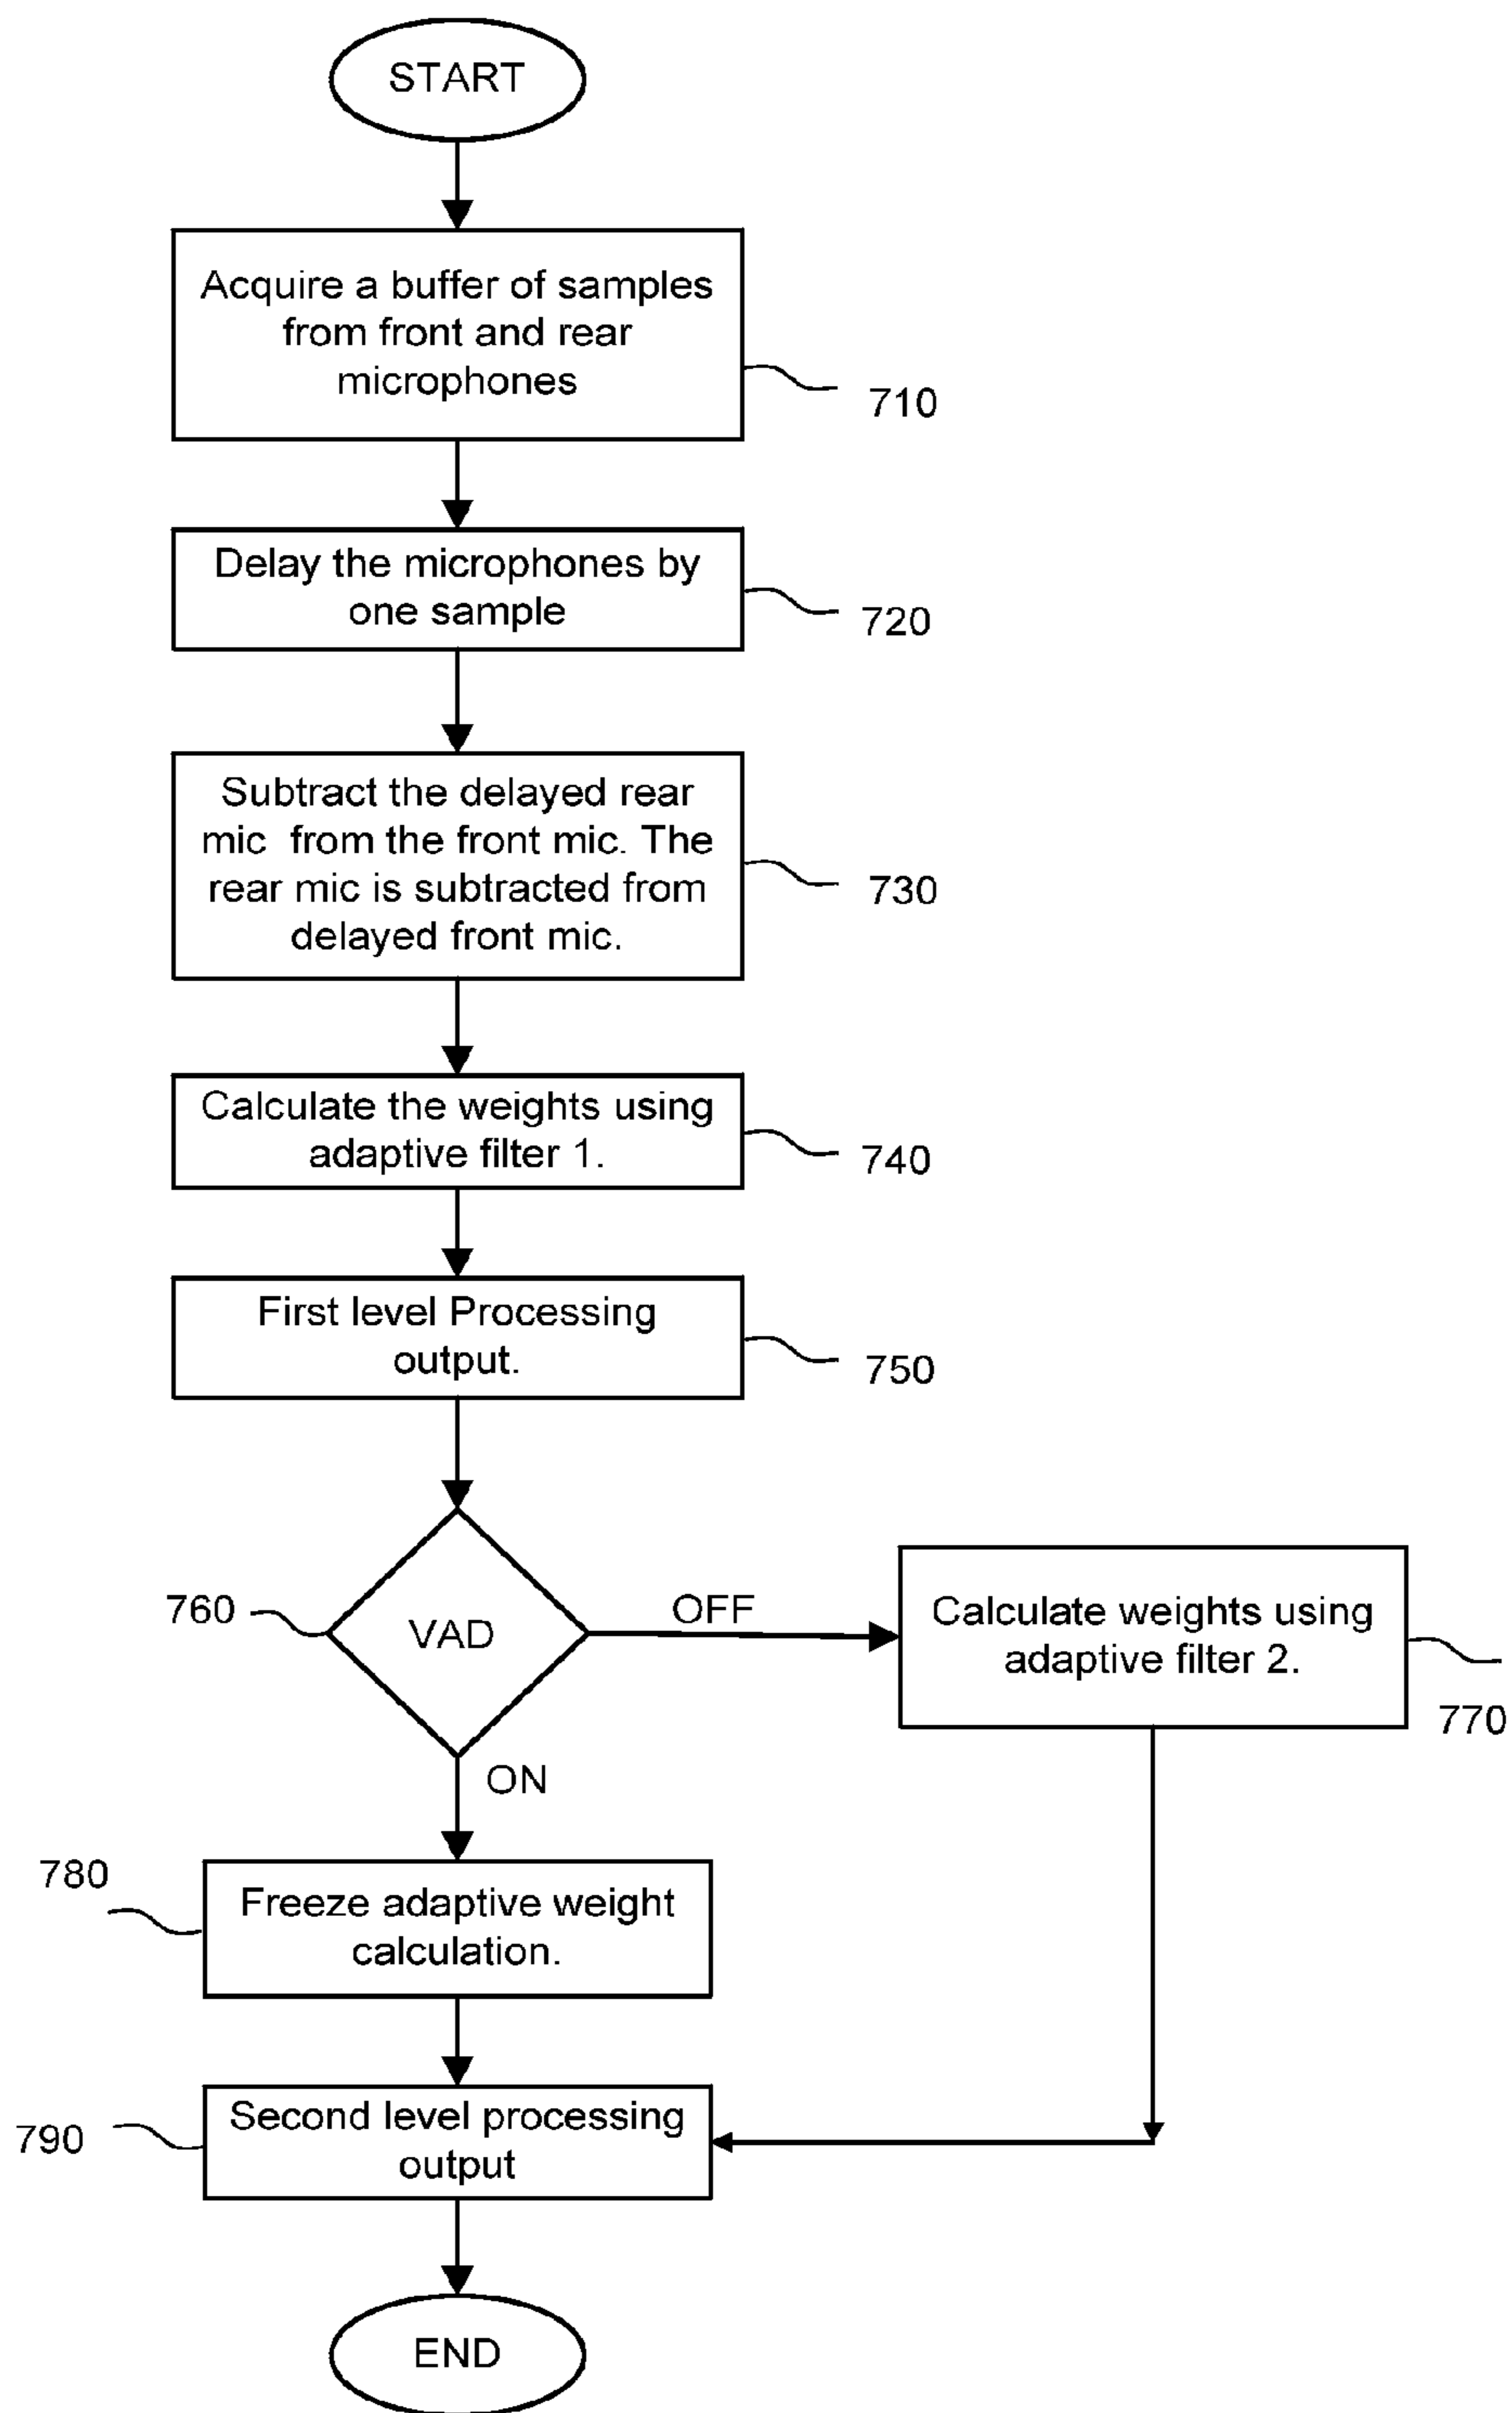 START
Acquire a buffer of samples
from front and rear
microphones
710
Delay the microphones by
one sample
720
Subtract the delayed rear
mic from the front mic. The
rear mic is subtracted from
delayed front mic.
730
Calculate the weights using
adaptive filter 1.
740
First level Processing
output.
750
760
VAD
OFF
Calculate weights using
adaptive filter 2.
770
ON
780
Freeze adaptive weight
calculation.
790
Second level processing
output
END